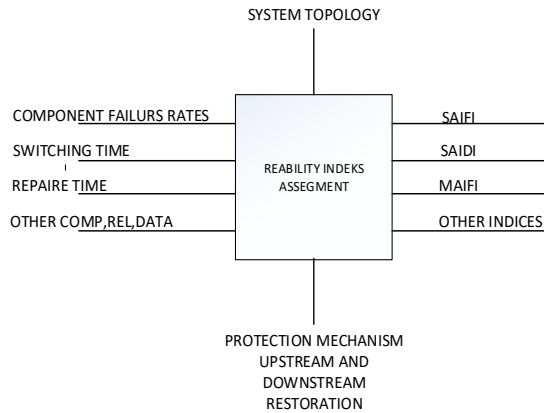 SYSTEM TOPOLOGY
COMPONENT FAILURS RATES
SWITCHING TIME
REPAIRE TIME
OTHER COMP,REL,DATA
REABILITY INDEKS
ASSEGMENT
SAIFI
SAIDI
MAIFI
OTHER INDICES
PROTECTION MECHANISM
UPSTREAM AND
DOWNSTREAM
RESTORATION